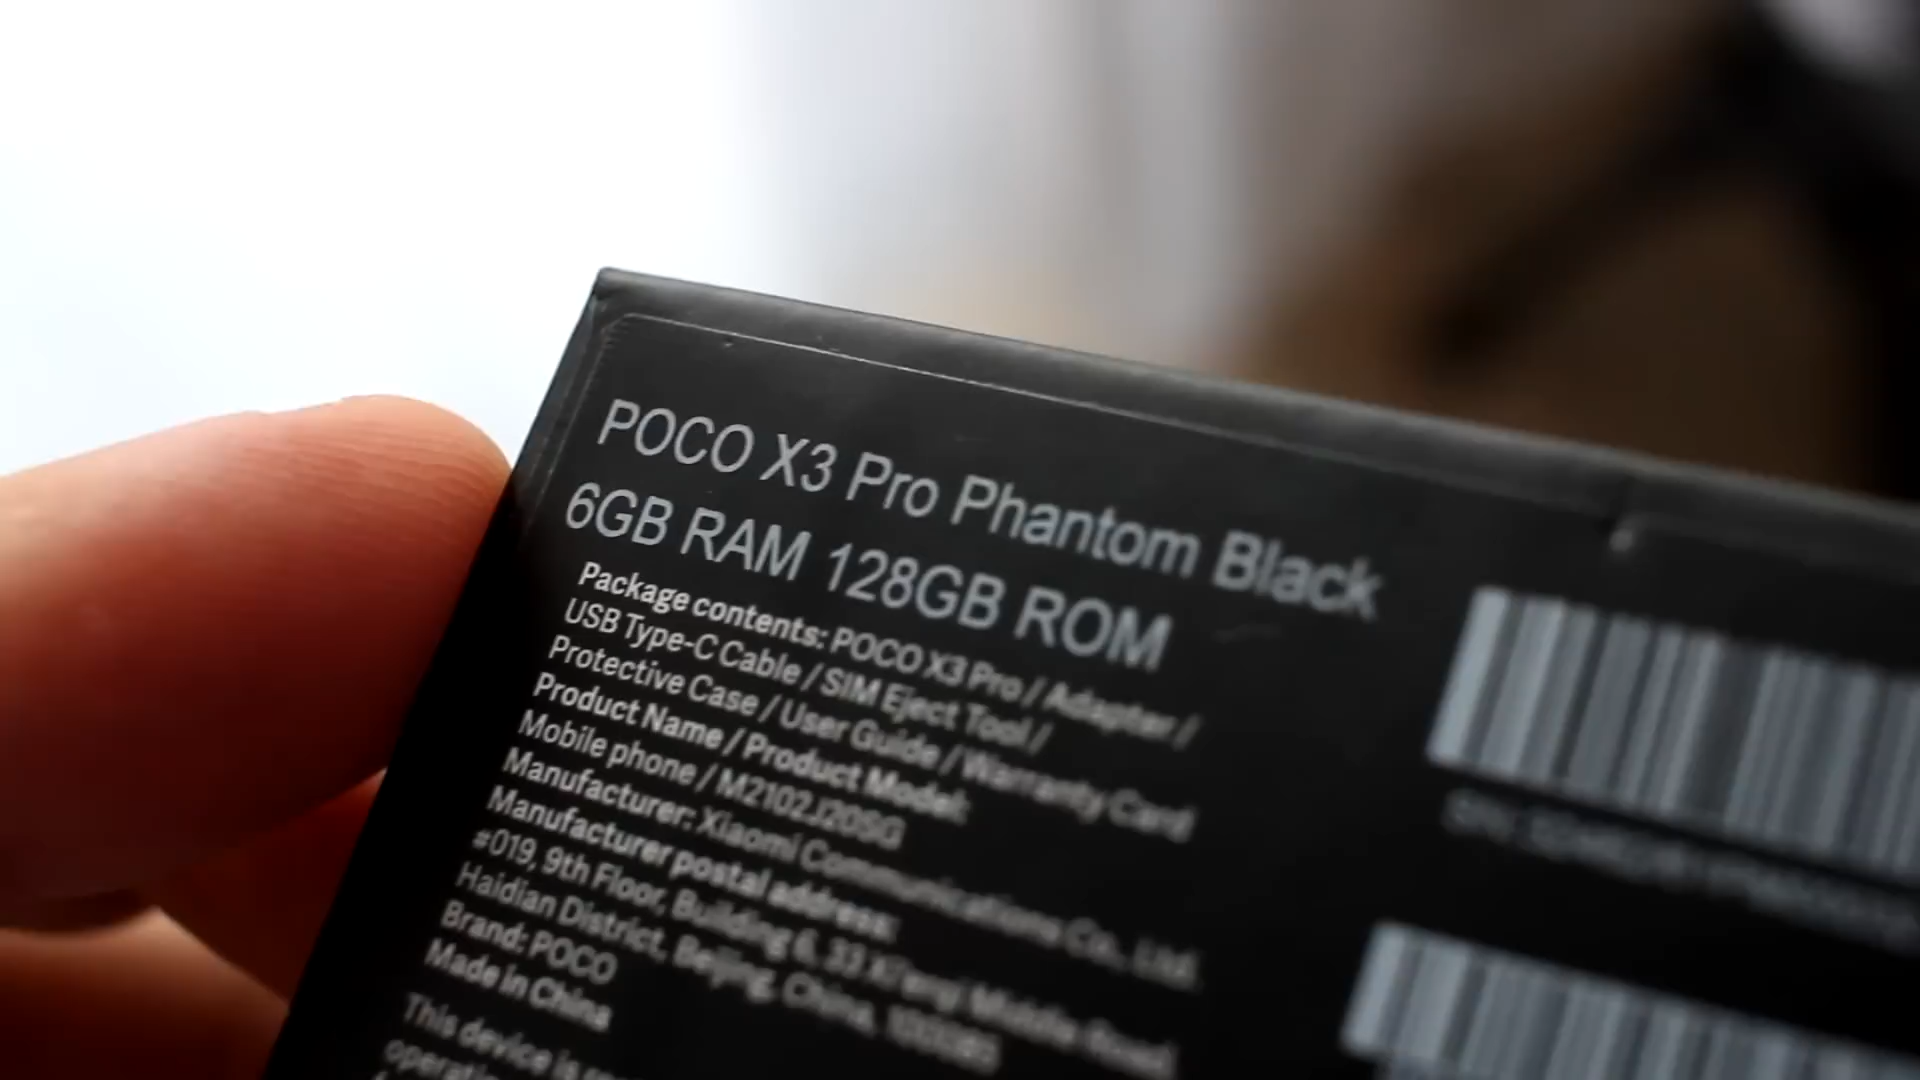 POCO X3 Pro Phantom Black
6GB RAM 128GB ROM
Package contents: POCO X3 Pro / Adapter /
USB Type-C Cable / SIM Eject Tool /
Protective Case / User Guide / Warranty Card
Product Name / Product Model:
Mobile phone / M2102J20SG
Manufacturer: Xiaomi Communications Co., Ltd.
Manufacturer postal address:
#019, 9th Floor, Building 6, 33 Xi'erqi Middle Road,
Haidian District, Beijing, China, 100085
Brand: POCO
Made in China
This device is